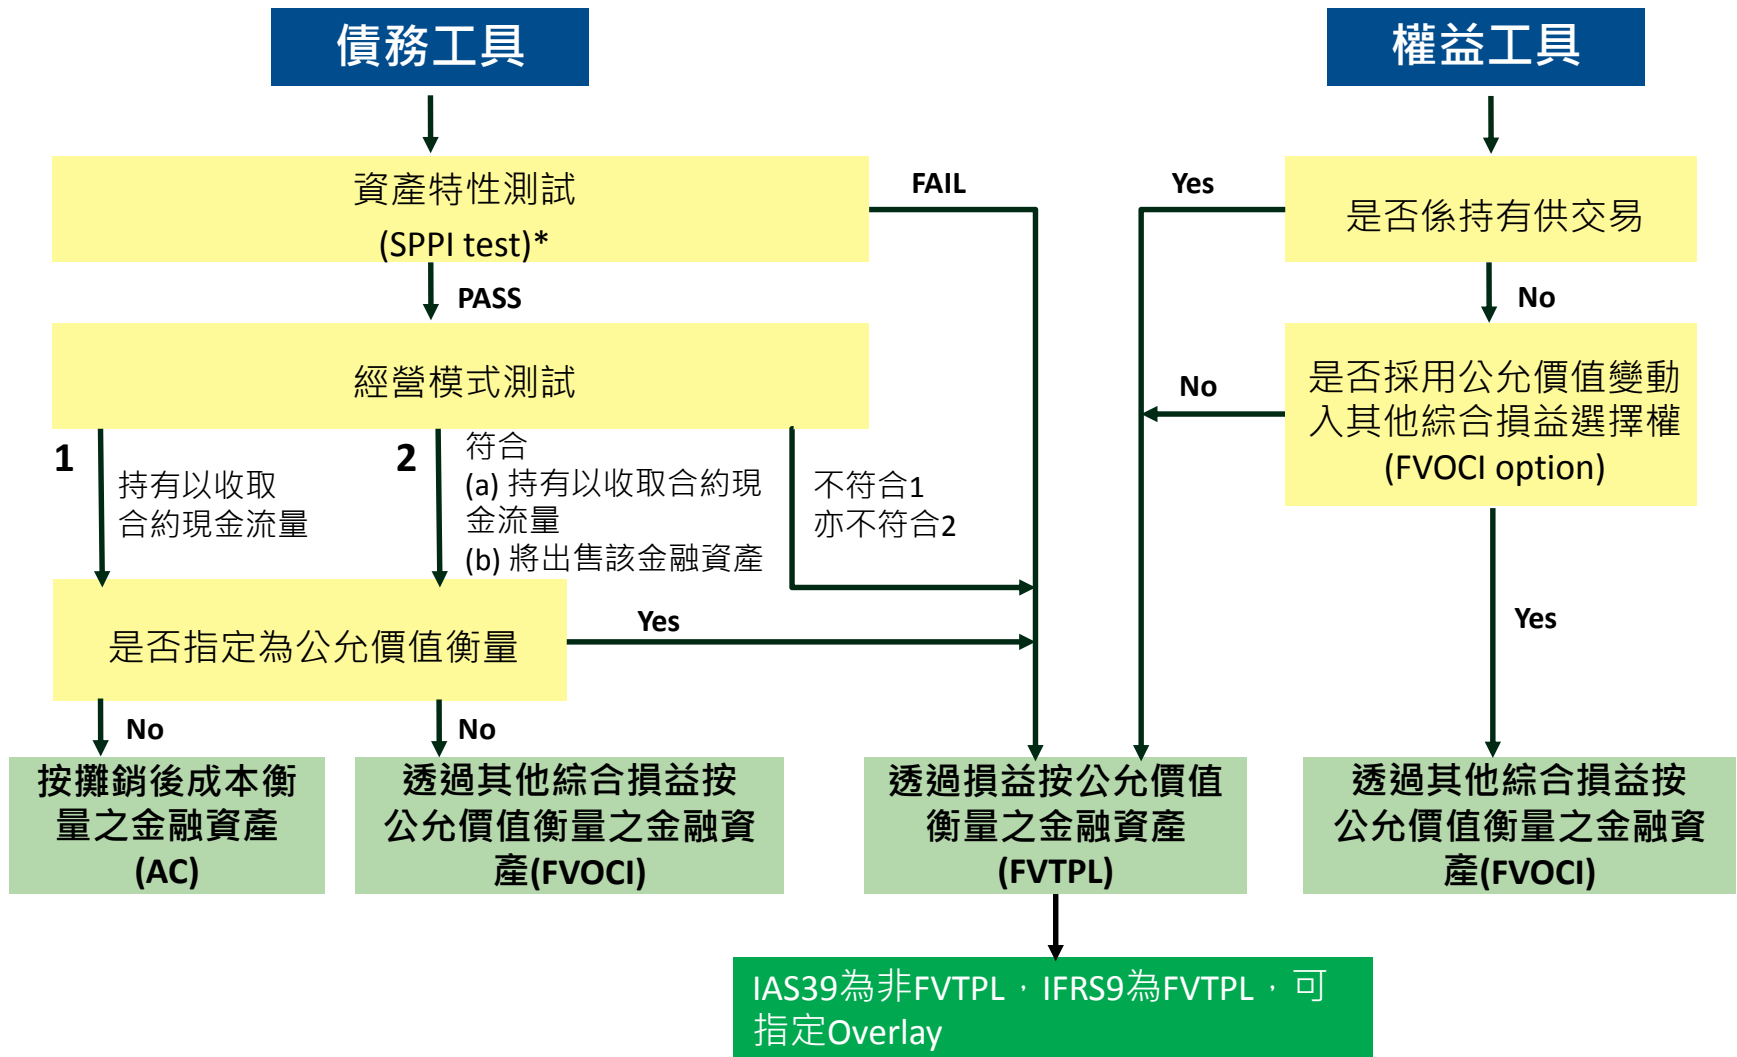 債務工具
權益工具
資產特性測試
(SPPI test)*
FAIL
Yes
是否係持有供交易
PASS
No
經營模式測試
No
是否採用公允價值變動
入其他綜合損益選擇權
(FVOCI option)
1
持有以收取
合約現金流量
2
符合
(a) 持有以收取合約現
金流量
(b) 將出售該金融資產
不符合1
亦不符合2
是否指定為公允價值衡量
Yes
Yes
No
No
按攤銷後成本衡
量之金融資產
(AC)
透過其他綜合損益按
公允價值衡量之金融資
產(FVOCI)
透過損益按公允價值
衡量之金融資產
(FVTPL)
透過其他綜合損益按
公允價值衡量之金融資
產(FVOCI)
IAS39為非FVTPL，IFRS9為FVTPL，可
指定Overlay